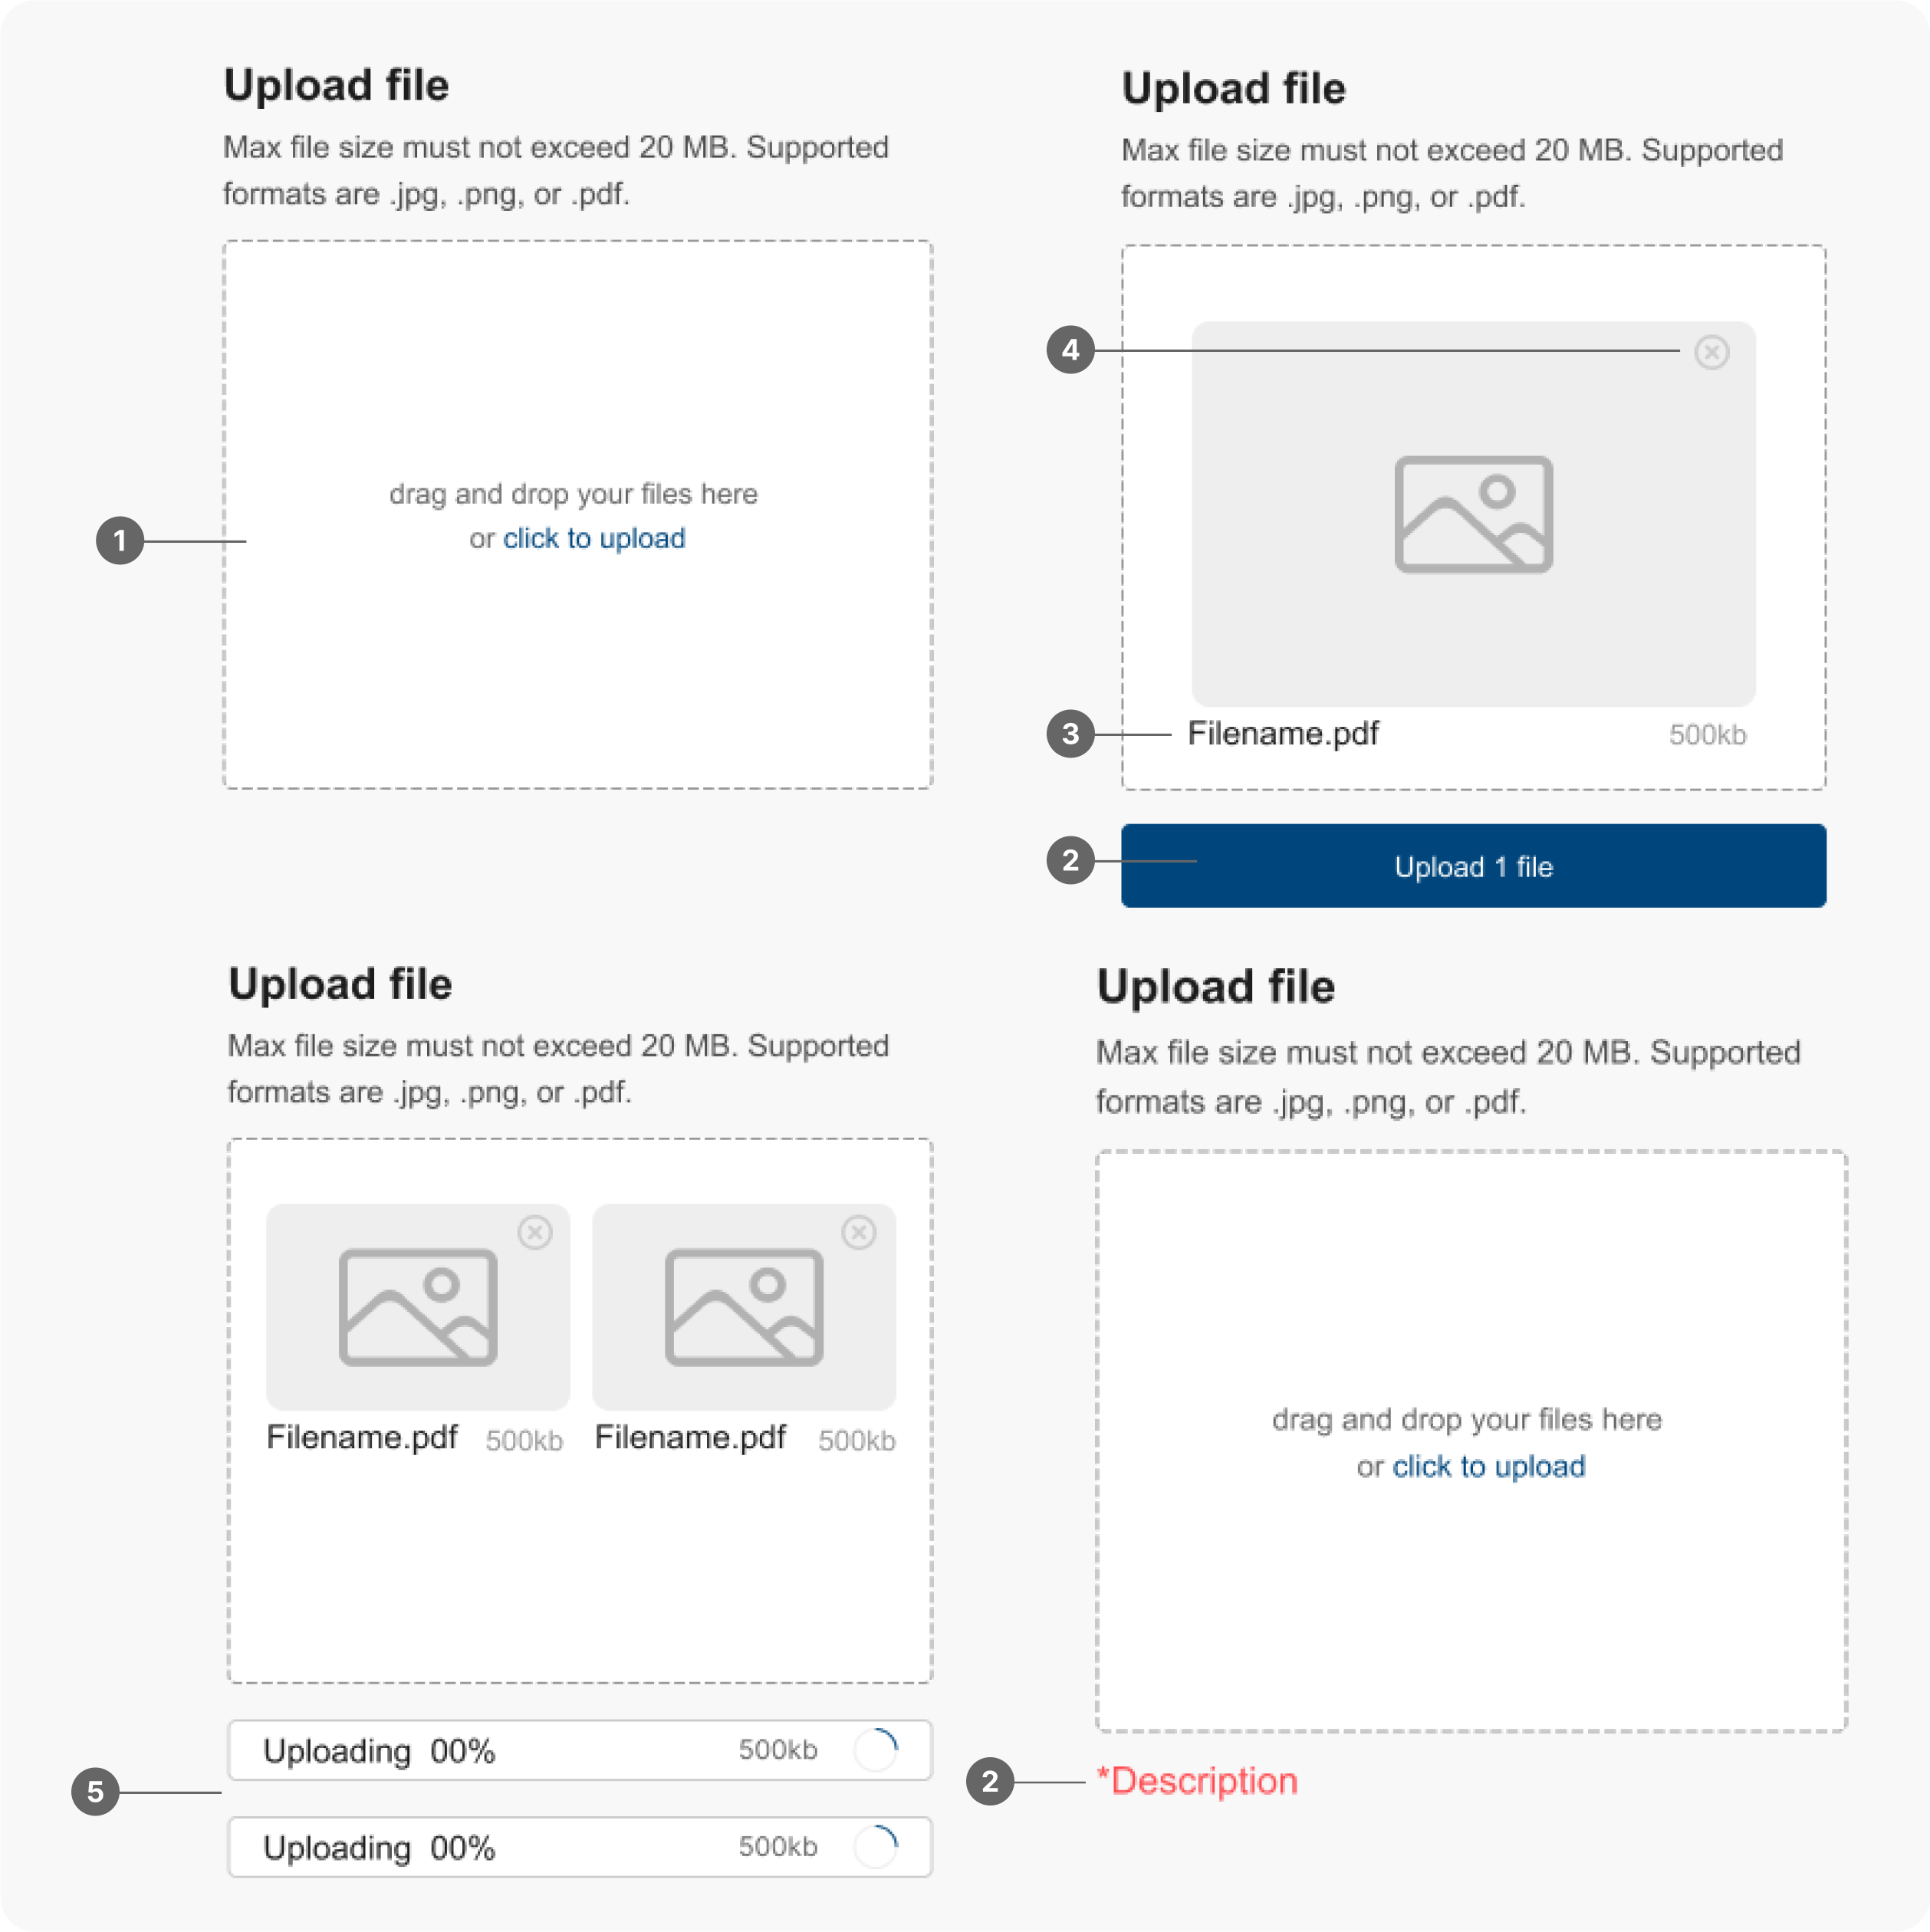 Upload file
Max file size must not exceed 20 MB. Supported
formats are .jpg, .png, or .pdf.
drag and drop your files here
or click to upload
1
Upload file
Max file size must not exceed 20 MB. Supported
formats are .jpg, .png, or .pdf.
4
3 Filename.pdf 500kb
2 Upload 1 file
Upload file
Max file size must not exceed 20 MB. Supported
formats are .jpg, .png, or .pdf.
Filename.pdf 500kb Filename.pdf 500kb
Uploading 00% 500kb
5
Uploading 00% 500kb
Upload file
Max file size must not exceed 20 MB. Supported
formats are .jpg, .png, or .pdf.
drag and drop your files here
or click to upload
2 *Description